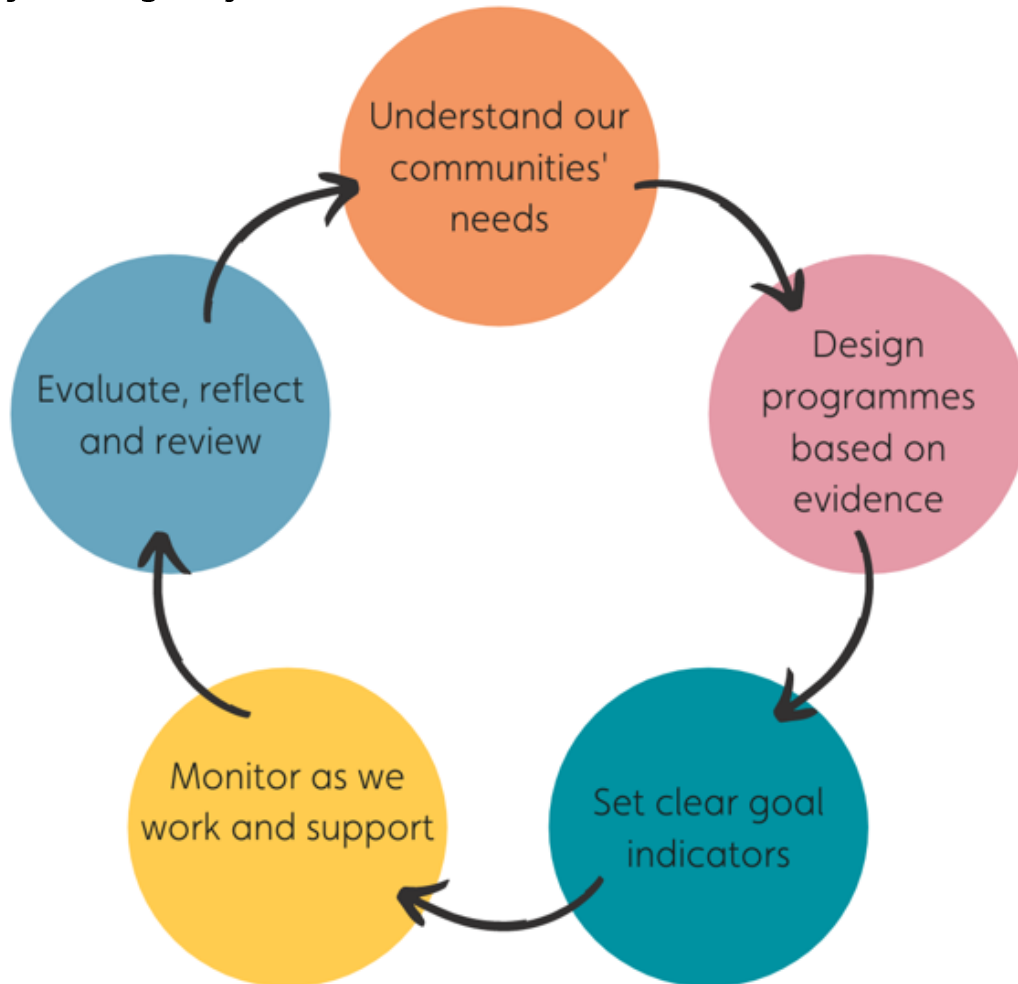 Understand our
communities'
needs
Design
programmes
based on
evidence
Set clear goal
indicators
Monitor as we
work and support
Evaluate, reflect
and review